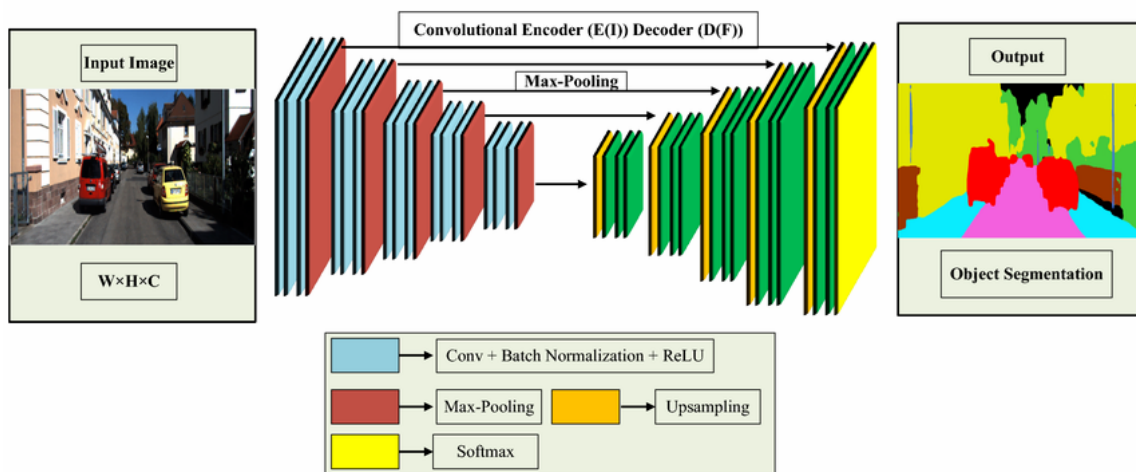 Convolutional Encoder (E(I)) Decoder (D(F))
Input Image
Max-Pooling
Output
W×H×C
Object Segmentation
Conv + Batch Normalization + ReLU
Max-Pooling
Upsampling
Softmax